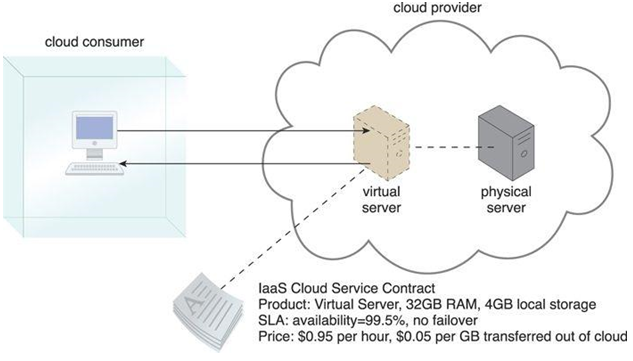 cloud provider
cloud consumer
virtual
server
physical
server
IaaS Cloud Service Contract
Product: Virtual Server, 32GB RAM, 4GB local storage
SLA: availability=99.5%, no failover
Price: $0.95 per hour, $0.05 per GB transferred out of cloud
A